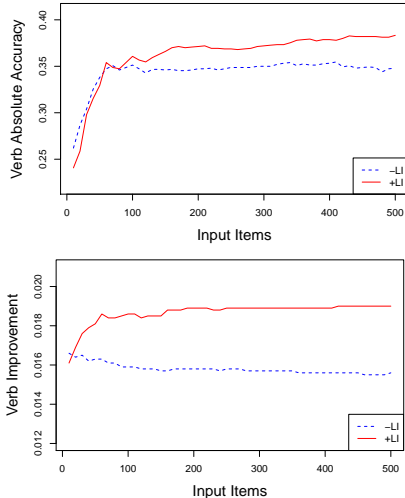 Verb Absolute Accuracy
0.40
0.35
0.30
0.25
0 100 200 300 400 500
Input Items
–LI
+LI
Verb Improvement
0.020
0.018
0.016
0.014
0.012
0 100 200 300 400 500
Input Items
–LI
+LI